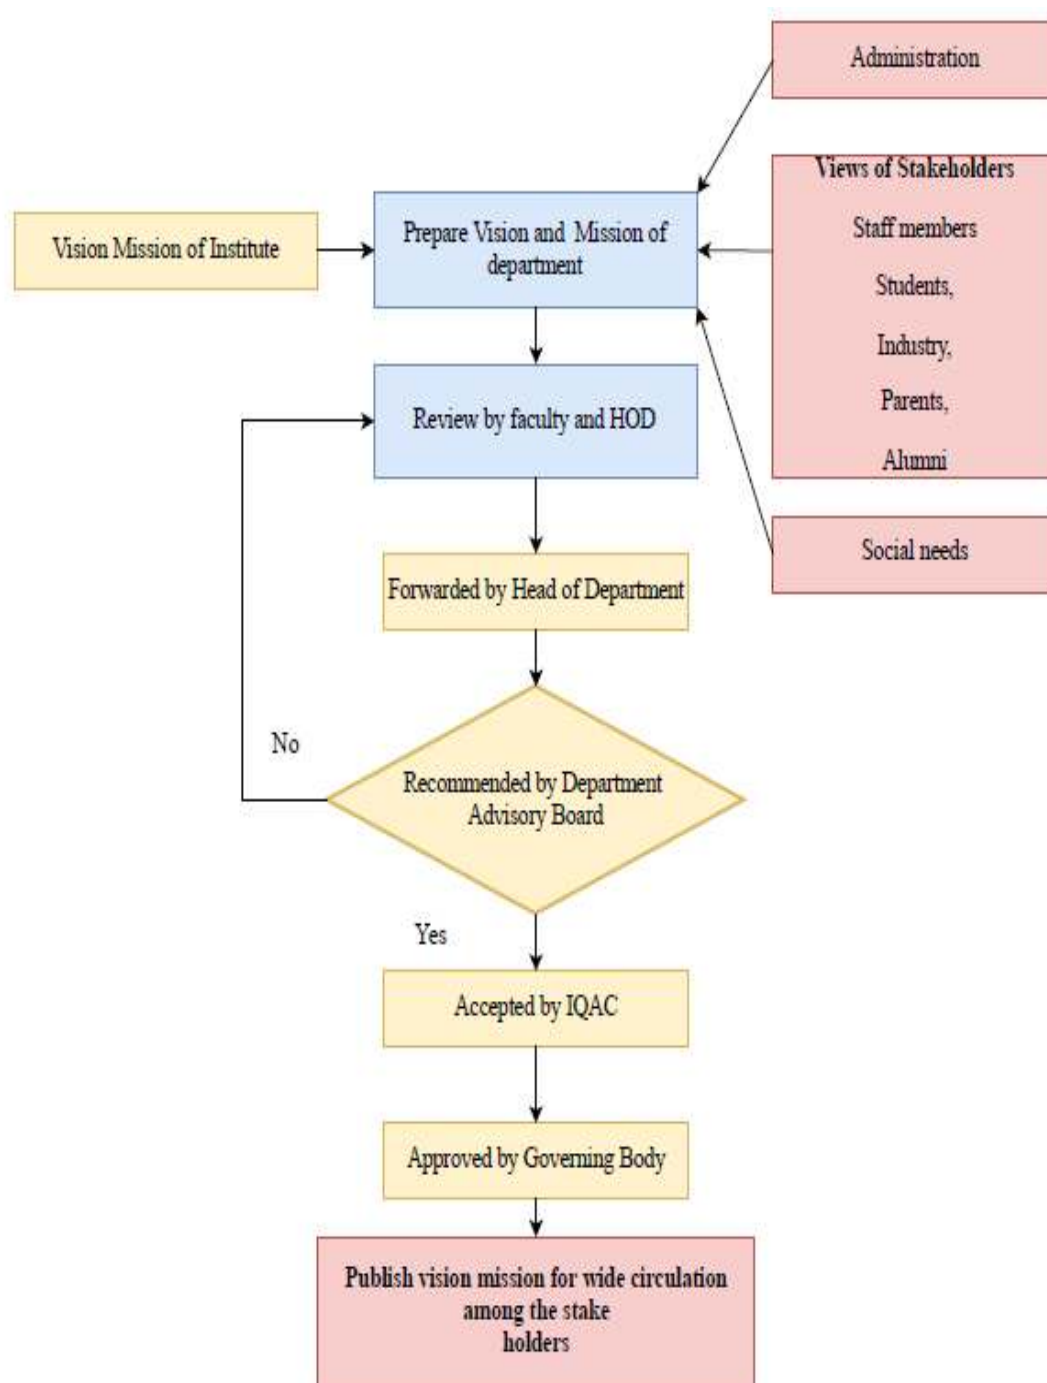 Administration
Views of Stakeholders
Staff members
Students,
Industry,
Parents,
Alumni
Vision Mission of Institute
Prepare Vision and Mission of
department
Review by faculty and HOD
Social needs
Forwarded by Head of Department
No
Recommended by Department
Advisory Board
Yes
Accepted by IQAC
Approved by Governing Body
Publish vision mission for wide circulation
among the stake
holders